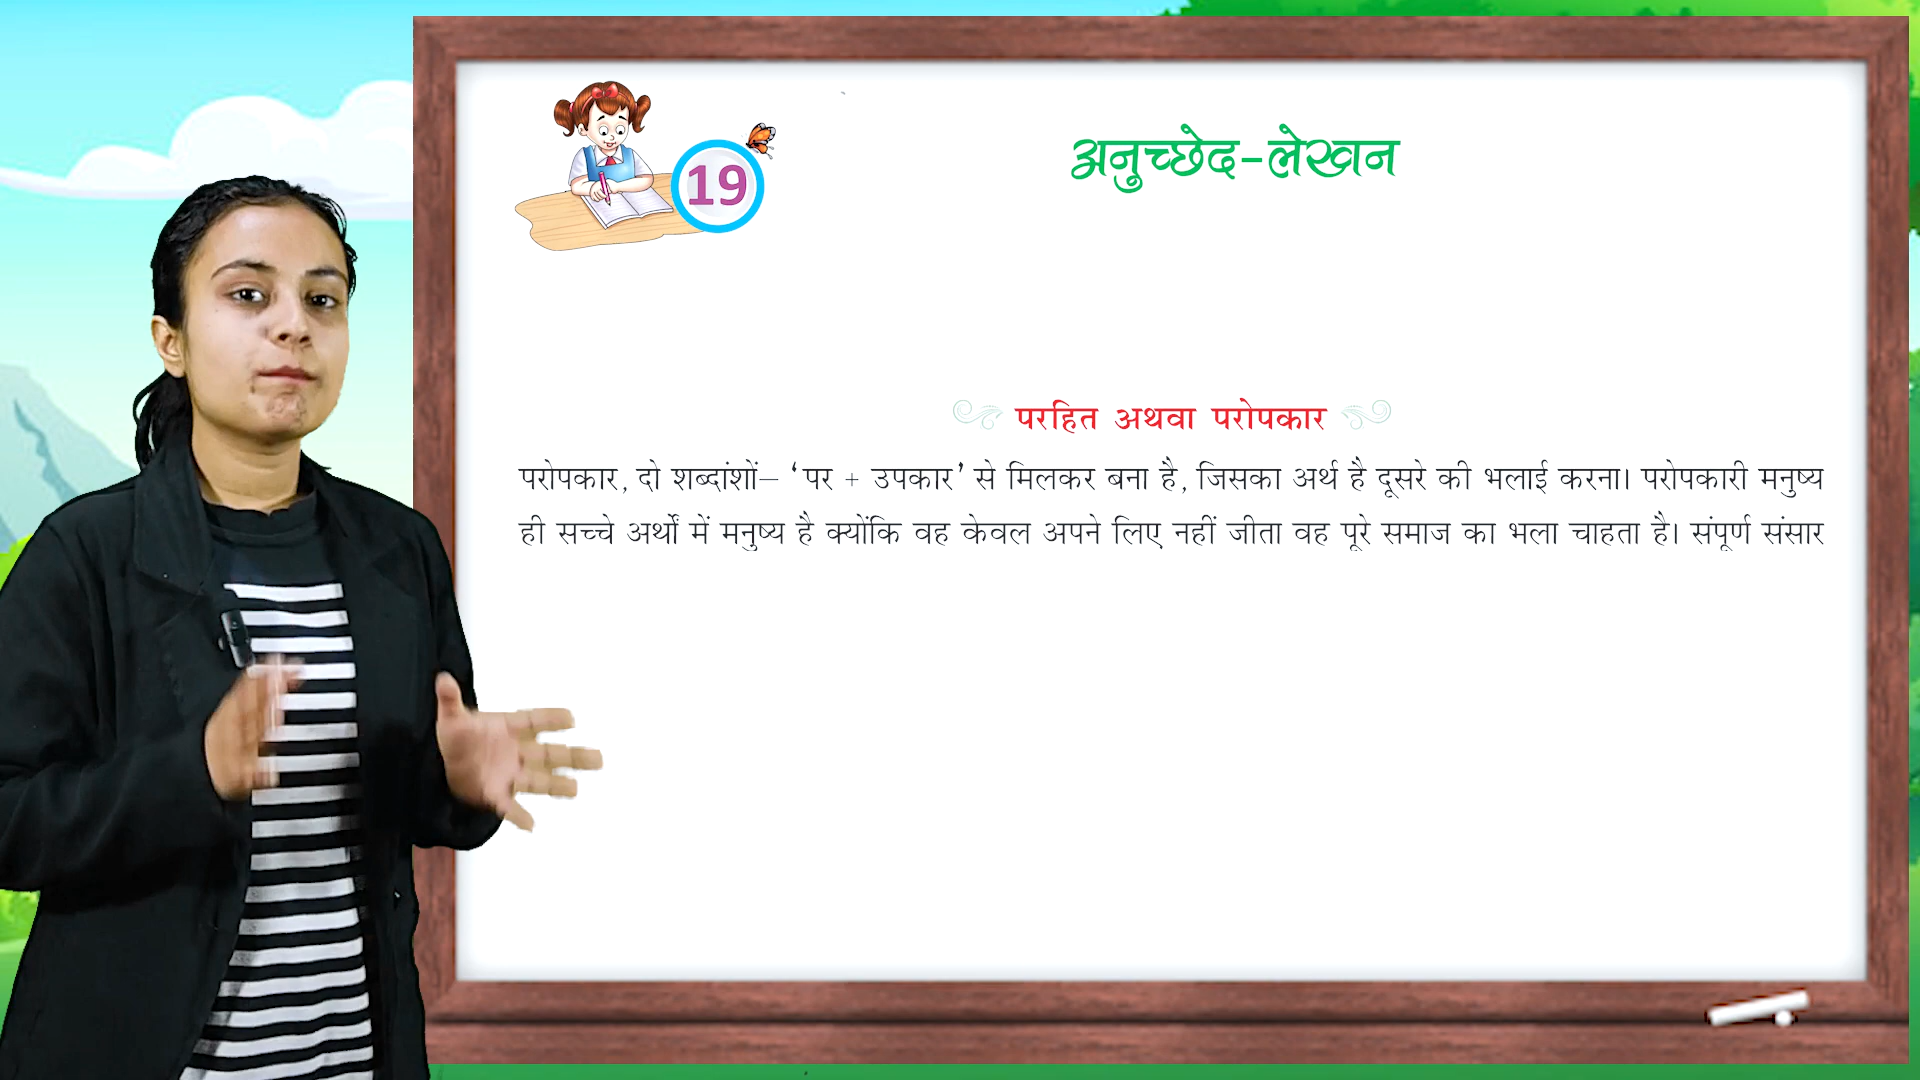 19
अनुच्छेद-लेखन
परहित अथवा परोपकार
परोपकार, दो शब्दांशों– ‘पर + उपकार’ से मिलकर बना है, जिसका अर्थ है दूसरे की भलाई करना। परोपकारी मनुष्य
ही सच्चे अर्थों में मनुष्य है क्योंकि वह केवल अपने लिए नहीं जीता वह पूरे समाज का भला चाहता है। संपूर्ण संसार